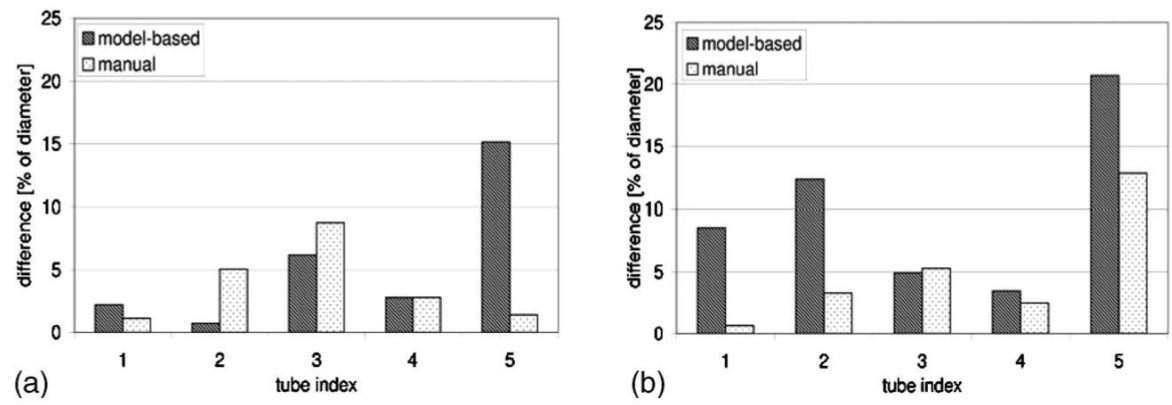 25
20
15
10
5
0
difference [% of diameter]
model-based
manual
1 2 3 4 5
tube index
(a)
25
20
15
10
5
0
difference [% of diameter]
model-based
manual
1 2 3 4 5
tube index
(b)